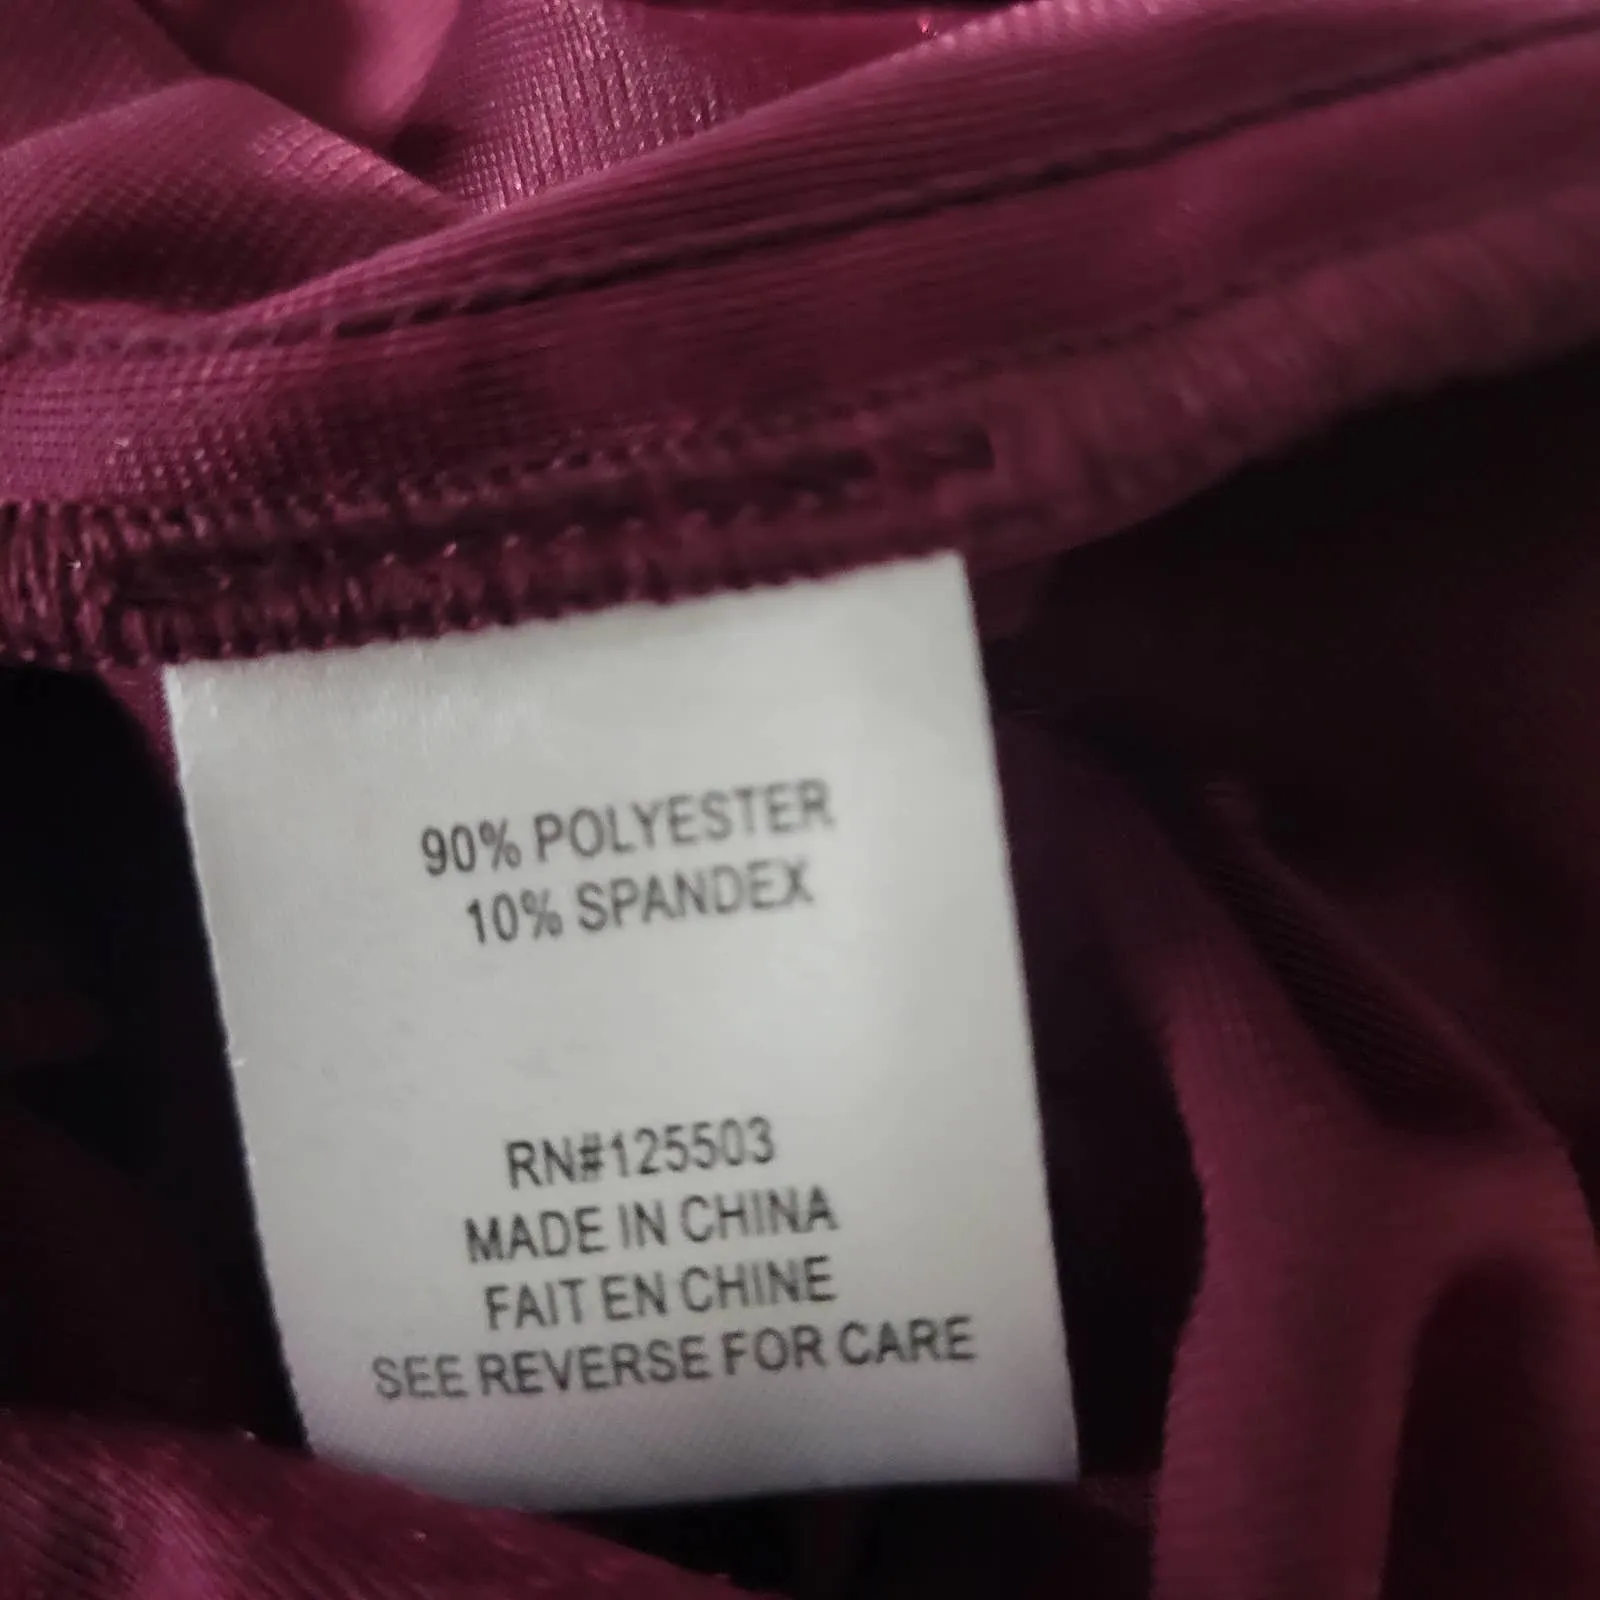 90% POLYESTER
10% SPANDEX
RN#125503
MADE IN CHINA
FAIT EN CHINE
SEE REVERSE FOR CARE